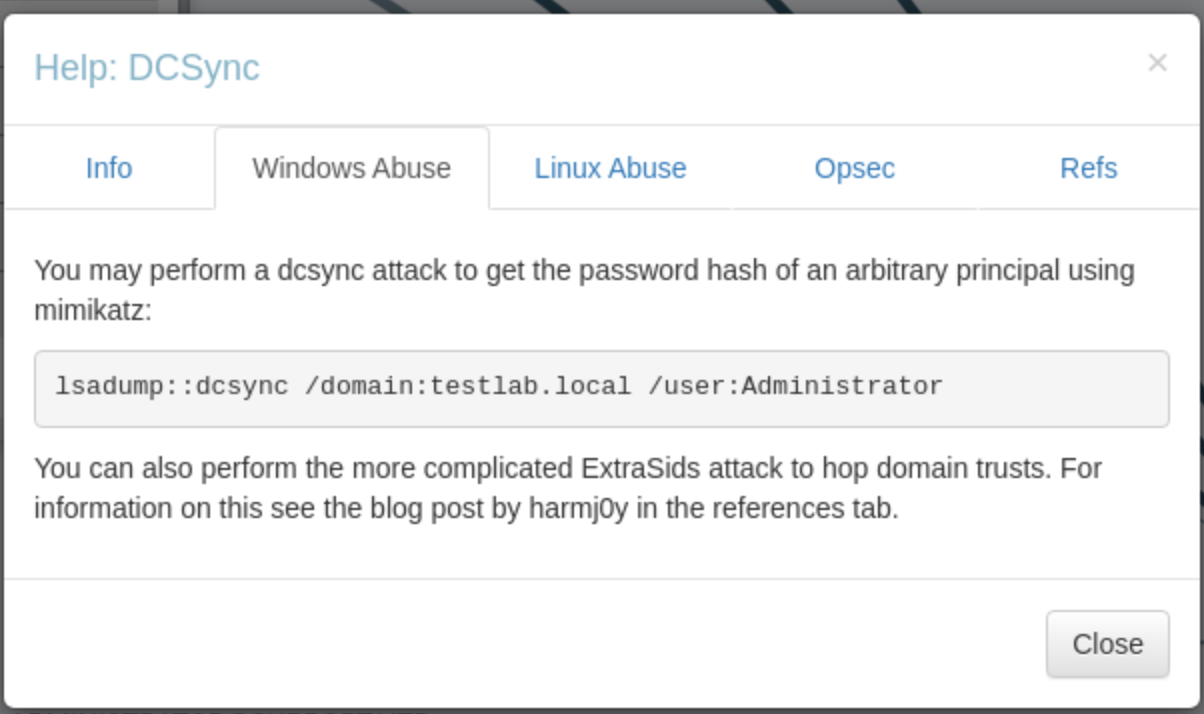 Help: DCSync
×
Info
Windows Abuse
Linux Abuse
Opsec
Refs
You may perform a dcsync attack to get the password hash of an arbitrary principal using
mimikatz:
lsadump::dcsync /domain:testlab.local /user:Administrator
You can also perform the more complicated ExtraSids attack to hop domain trusts. For
information on this see the blog post by harmj0y in the references tab.
Close